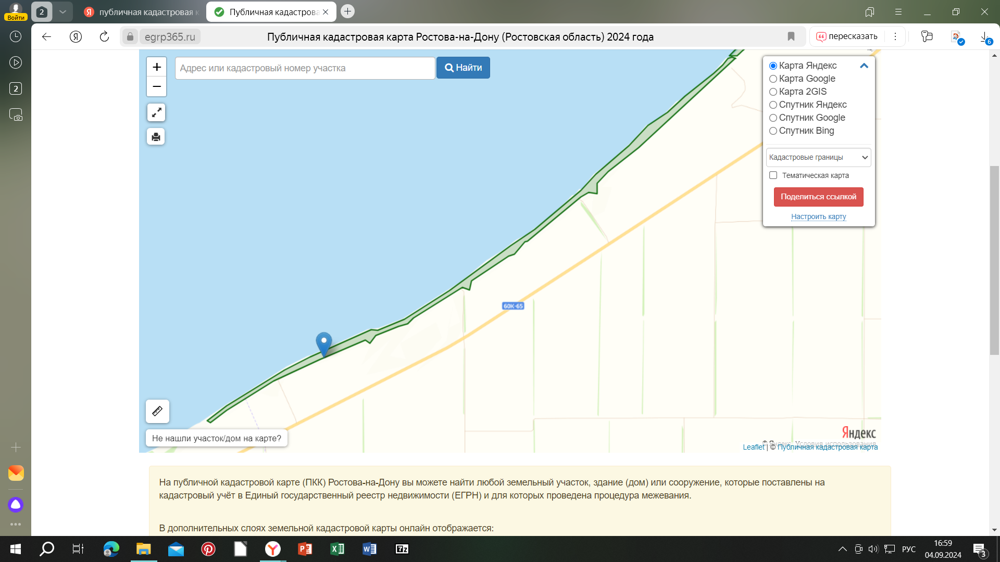 Войти
2
публичная кадастровая к
Публичная кадастрова
Я
egrp365.ru
Публичная кадастровая карта Ростова-на-Дону (Ростовская область) 2024 года
пересказать
6
2
+
−
Адрес или кадастровый номер участка
Найти
Карта Яндекс
Карта Google
Карта 2GIS
Спутник Яндекс
Спутник Google
Спутник Bing
Кадастровые границы
Тематическая карта
Поделиться ссылкой
Настроить карту
60К-65
Не нашли участок/дом на карте?
Яндекс
© Яндекс Условия использования
Leaflet | © Публичная кадастровая карта
На публичной кадастровой карте (ПКК) Ростова-на-Дону вы можете найти любой земельный участок, здание (дом) или сооружение, которые поставлены на
кадастровый учёт в Единый государственный реестр недвижимости (ЕГРН) и для которых проведена процедура межевания.
В дополнительных слоях земельной кадастровой карты онлайн отображается:
7z
РУС
16:59
04.09.2024
3